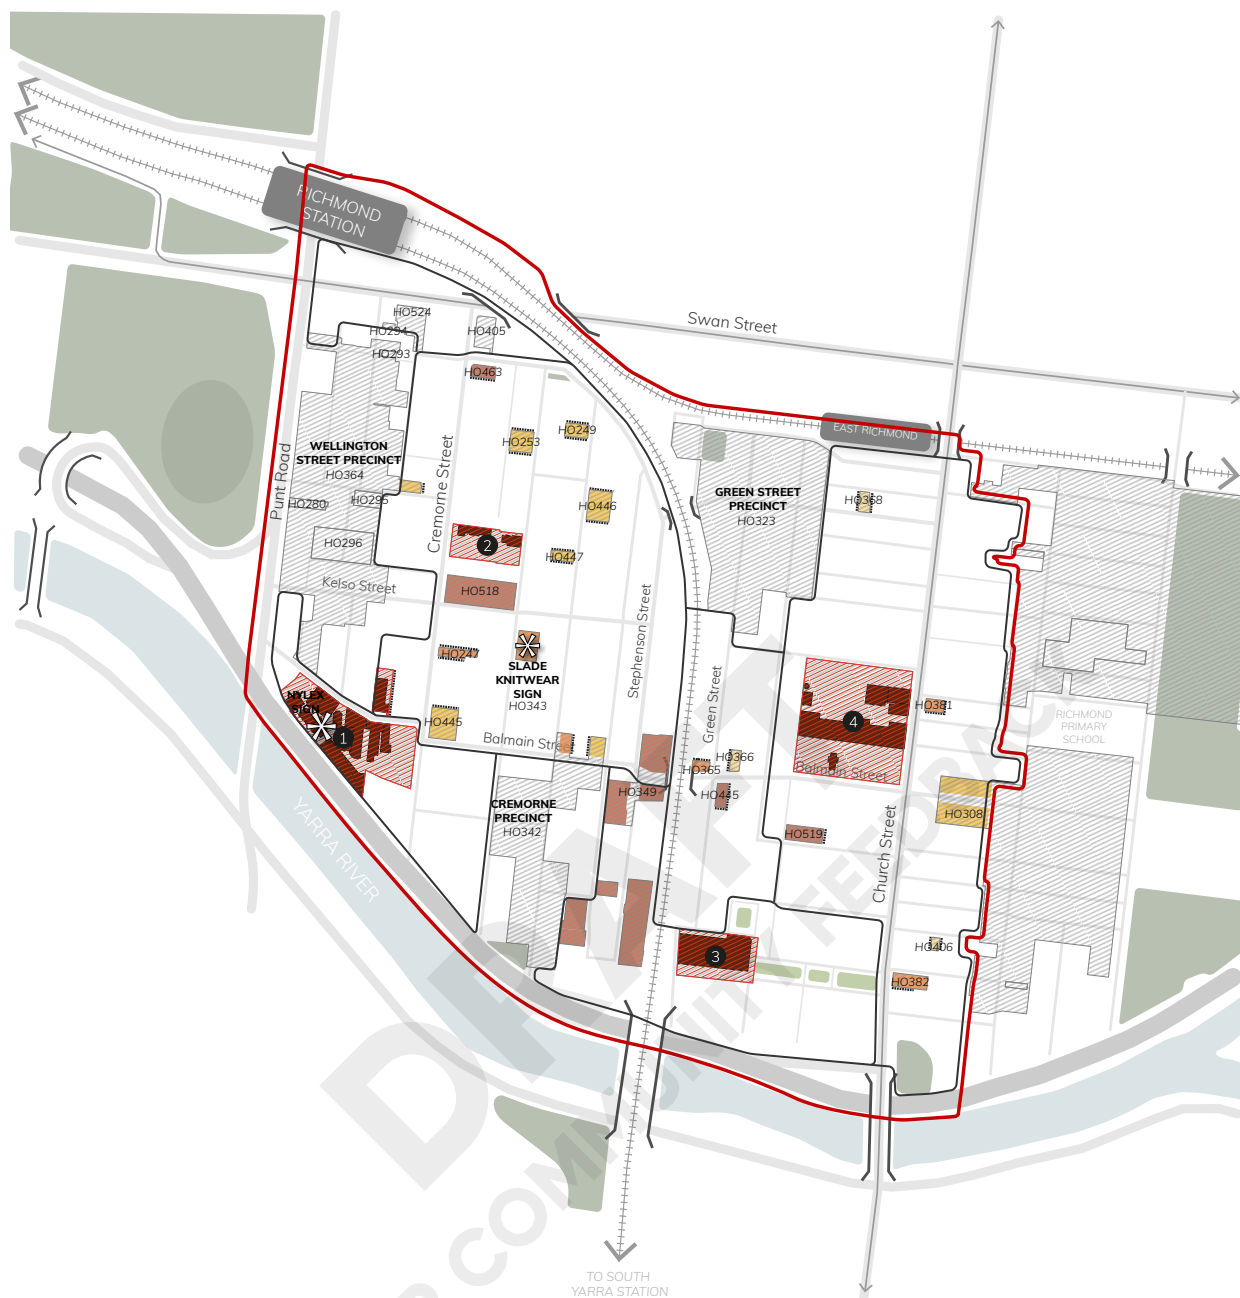 RICHMOND
STATION
Swan Street
HO524
HO294
HO405
HO293
HO463
EAST RICHMOND
HO249
HO253
WELLINGTON
STREET PRECINCT
HO364
Cremorne Street
Punt Road
HO280
HO295
HO446
GREEN STREET
PRECINCT
HO323
HO368
HO296
2
HO447
Kelso Street
HO518
Stephenson Street
HO247
SLADE
KNITWEAR
SIGN
HO343
NYLEX
SIGN
1
HO445
Balmain Street
Green Street
HO381
4
RICHMOND
PRIMARY
SCHOOL
HO366
HO365
Balmain Street
HO349
HO445
CREMORNE
PRECINCT
HO342
HO308
HO519
YARRA RIVER
Church Street
HO406
3
HO382
DRAFT
COMMUNITY FEEDBACK
TO SOUTH
YARRA STATION